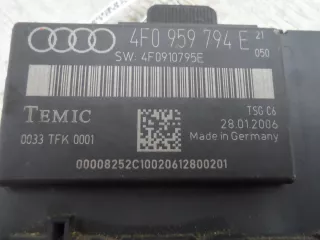 4F0 959 794 E 21
050
SW: 4F0910795E
TEMIC
TSG C6
28.01.2006
0033 TFK 0001
Made in Germany
00008252C10020612800201